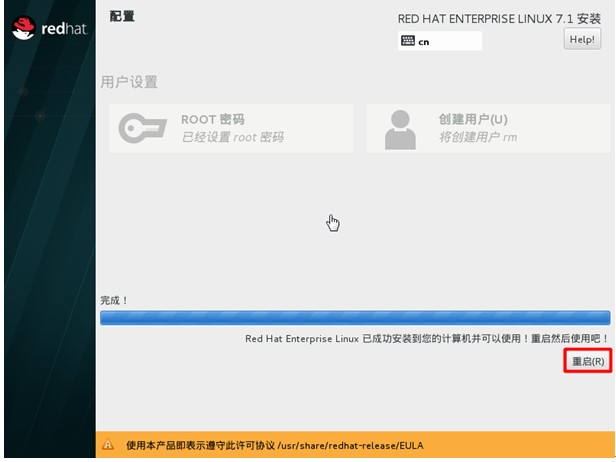 配置
RED HAT ENTERPRISE LINUX 7.1 安装
redhat
cn
Help!
用户设置
ROOT 密码
已经设置 root 密码
创建用户(U)
将创建用户 rm
完成！
Red Hat Enterprise Linux 已成功安装到您的计算机并可以使用！重启然后使用吧！
重启(R)
使用本产品即表示遵守此许可协议 /usr/share/redhat-release/EULA